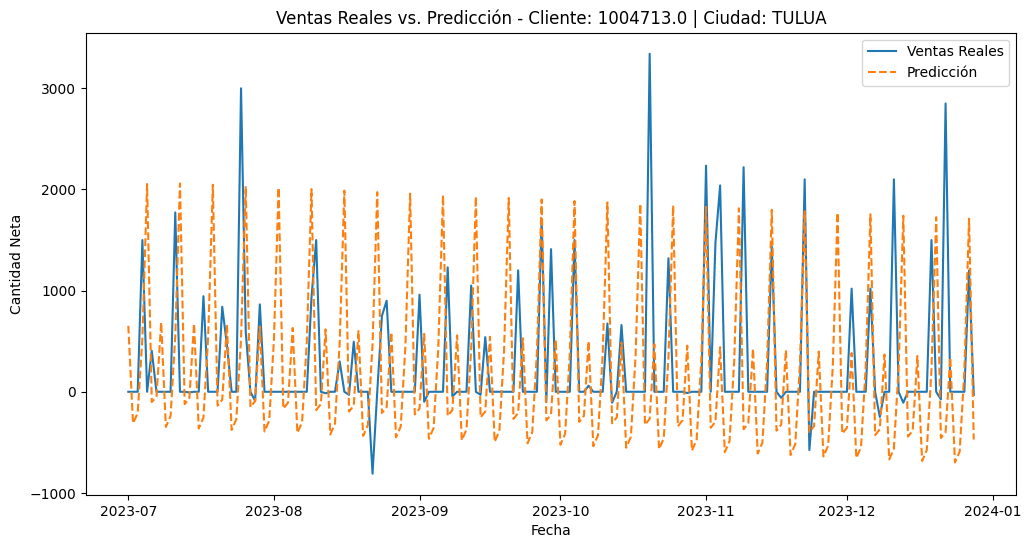 Ventas Reales vs. Predicción - Cliente: 1004713.0 | Ciudad: TULUA
Ventas Reales
Predicción
Cantidad Neta
3000
2000
1000
0
−1000
2023-07
2023-08
2023-09
2023-10
2023-11
2023-12
2024-01
Fecha